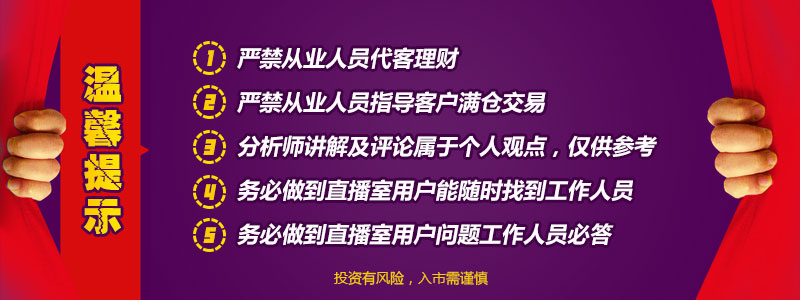 温馨提示
1 严禁从业人员代客理财
2 严禁从业人员指导客户满仓交易
3 分析师讲解及评论属于个人观点，仅供参考
4 务必做到直播室用户能随时找到工作人员
5 务必做到直播室用户问题工作人员必答
投资有风险，入市需谨慎